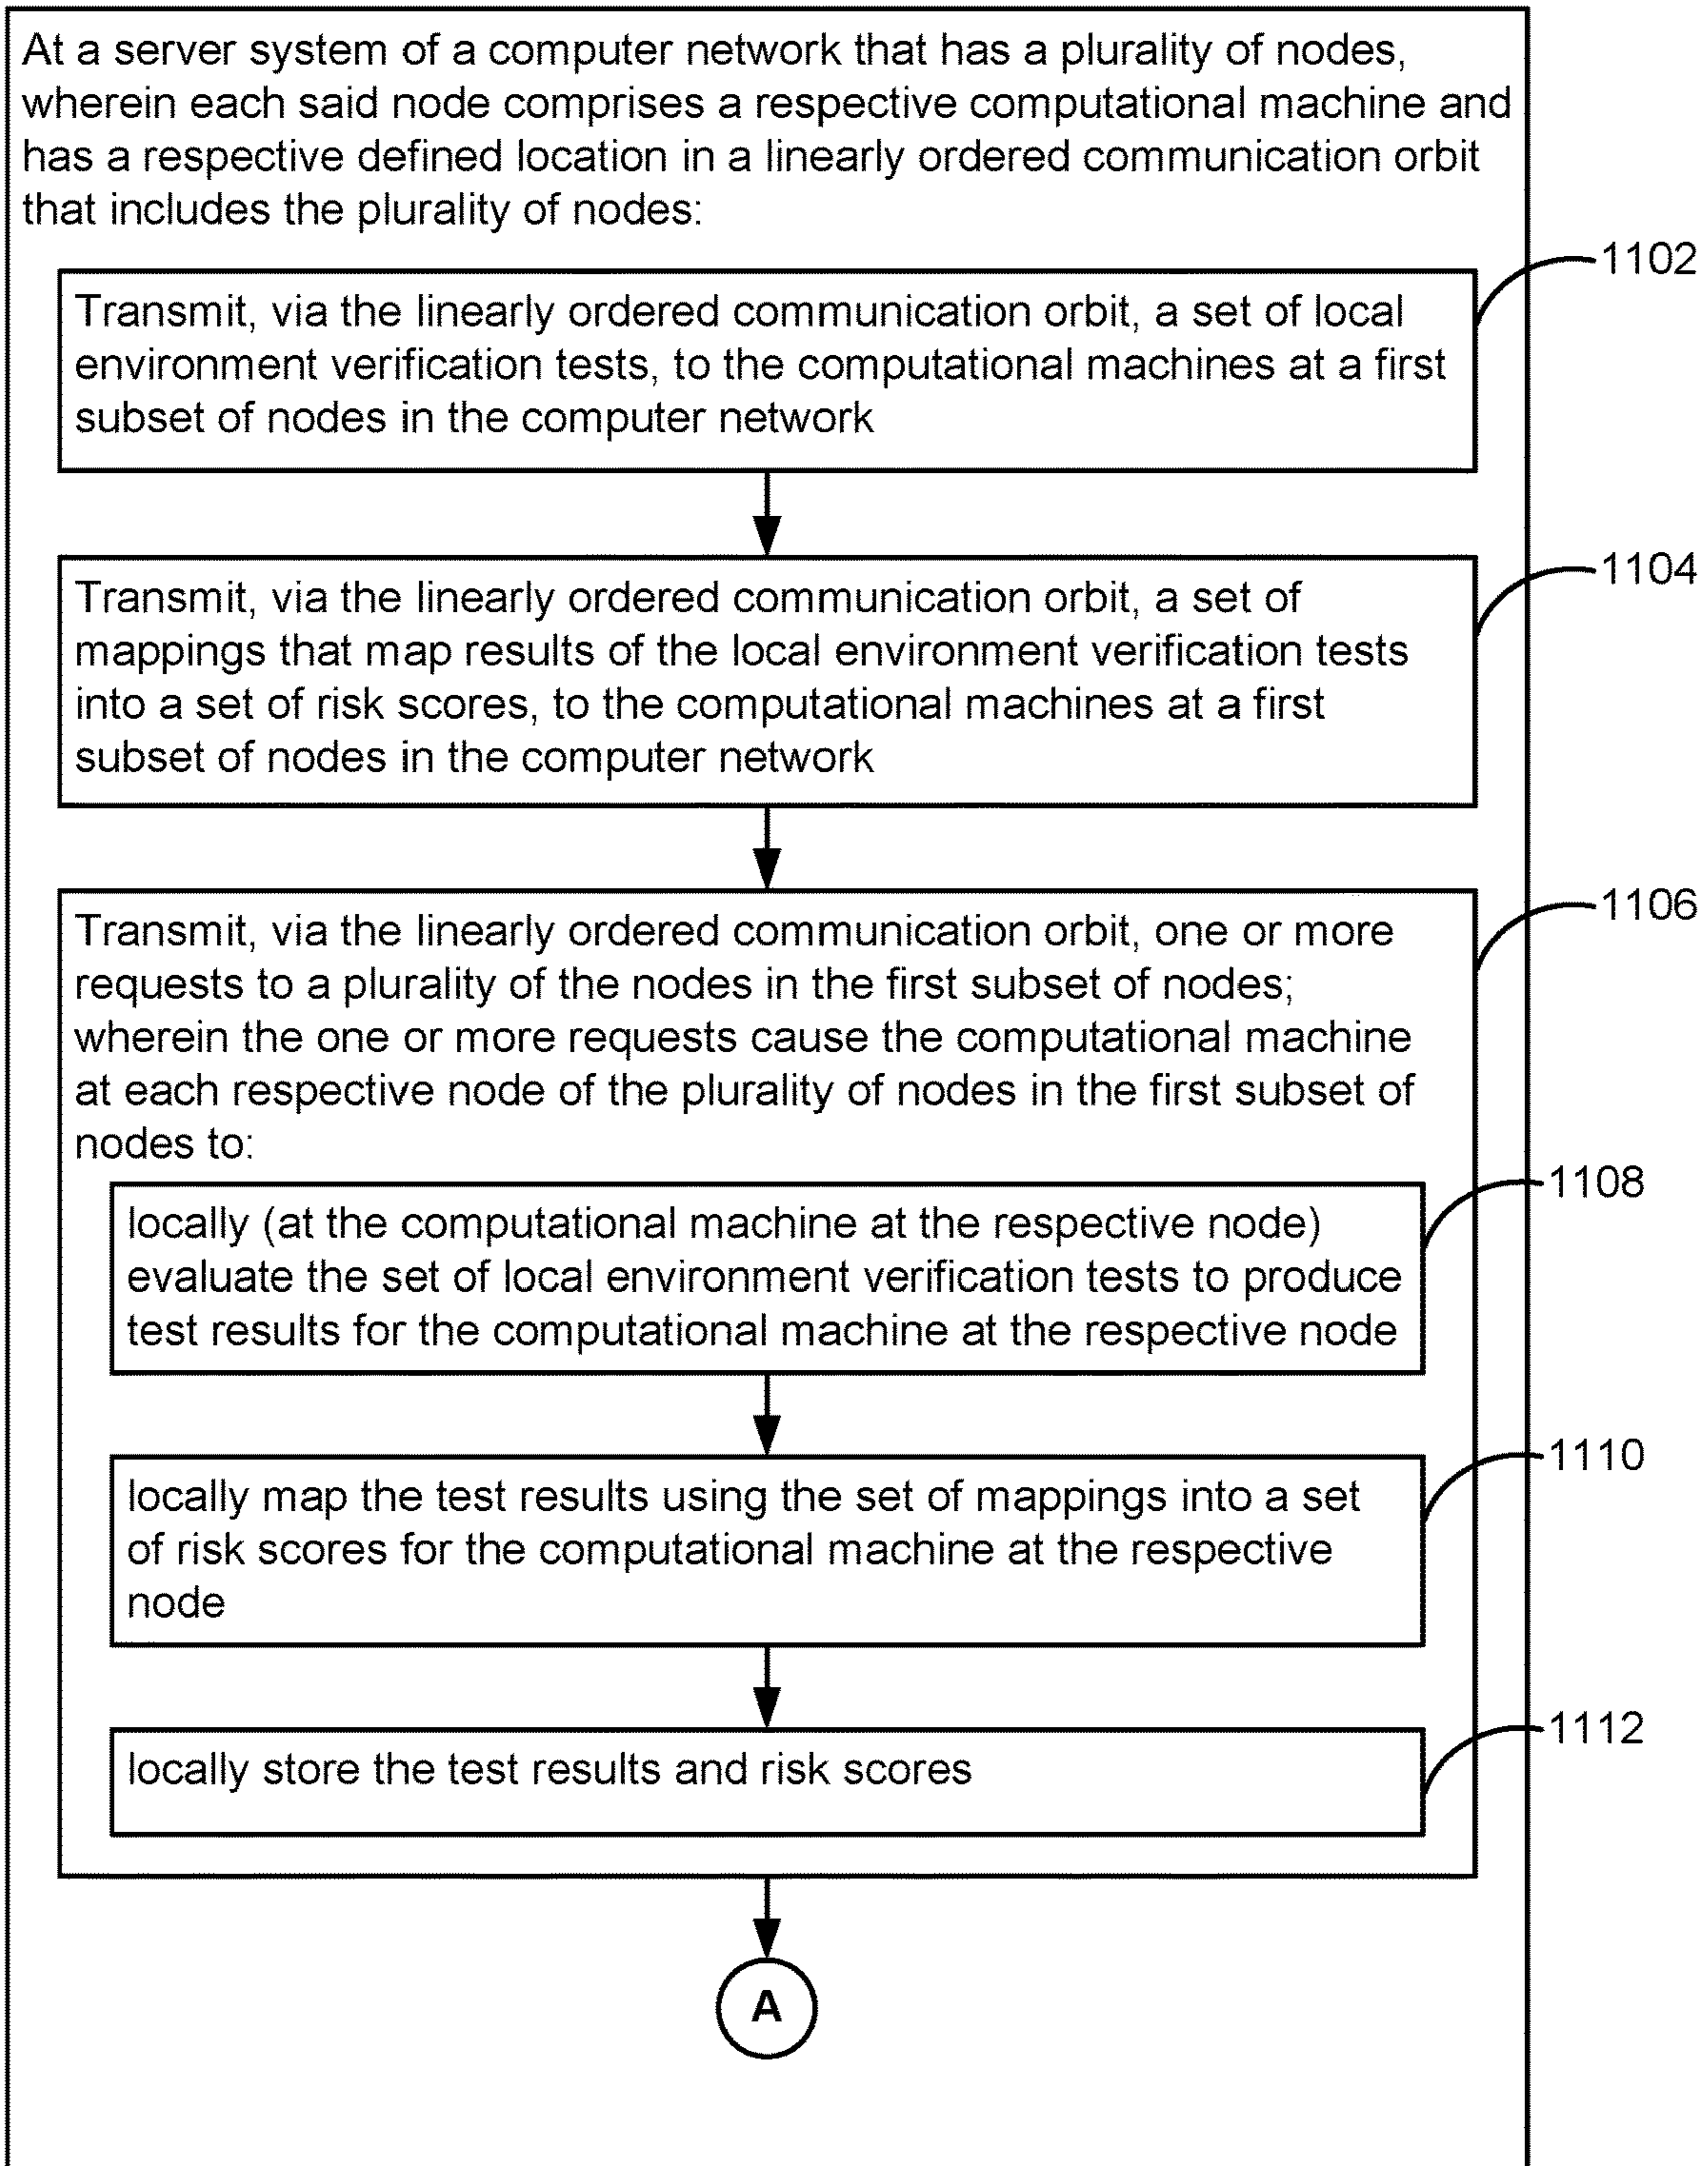 At a server system of a computer network that has a plurality of nodes,
wherein each said node comprises a respective computational machine and
has a respective defined location in a linearly ordered communication orbit
that includes the plurality of nodes:
1102
Transmit, via the linearly ordered communication orbit, a set of local
environment verification tests, to the computational machines at a first
subset of nodes in the computer network
1104
Transmit, via the linearly ordered communication orbit, a set of
mappings that map results of the local environment verification tests
into a set of risk scores, to the computational machines at a first
subset of nodes in the computer network
1106
Transmit, via the linearly ordered communication orbit, one or more
requests to a plurality of the nodes in the first subset of nodes;
wherein the one or more requests cause the computational machine
at each respective node of the plurality of nodes in the first subset of
nodes to:
1108
locally (at the computational machine at the respective node)
evaluate the set of local environment verification tests to produce
test results for the computational machine at the respective node
1110
locally map the test results using the set of mappings into a set
of risk scores for the computational machine at the respective
node
1112
locally store the test results and risk scores
A